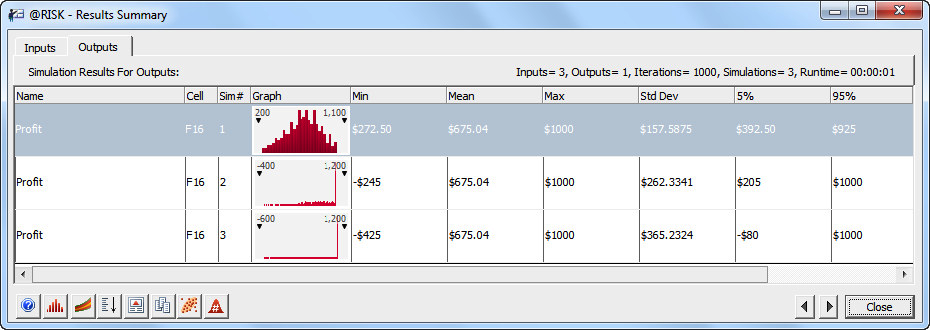 @RISK - Results Summary
Inputs Outputs
Simulation Results For Outputs: Inputs= 3, Outputs= 1, Iterations= 1000, Simulations= 3, Runtime= 00:00:01
Name Cell Sim# Graph Min Mean Max Std Dev 5% 95%
200 1,100
Profit F16 1 $272.50 $675.04 $1000 $157.5875 $392.50 $925
-400 1,200
Profit F16 2 -$245 $675.04 $1000 $262.3341 $205 $1000
-600 1,200
Profit F16 3 -$425 $675.04 $1000 $365.2324 -$80 $1000
Close